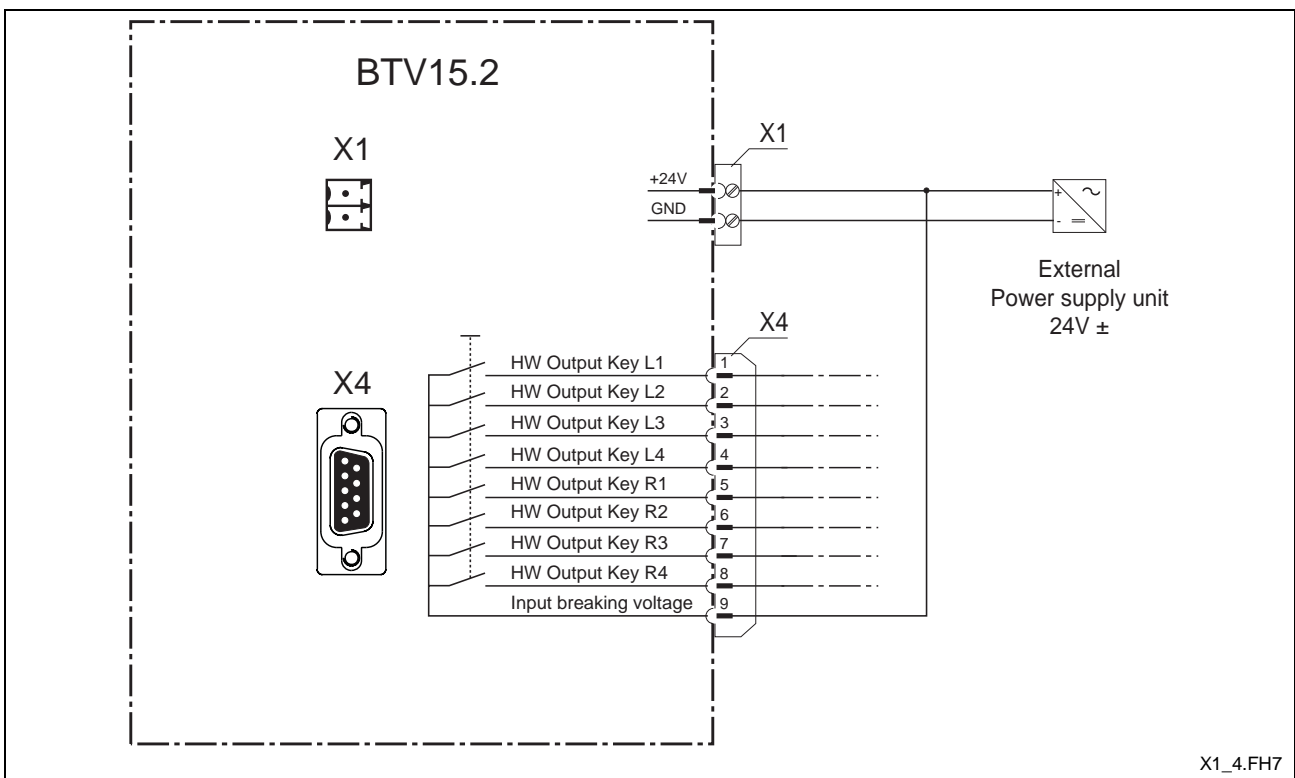 BTV15.2
X1
X1
+24V
GND
+
-
External
Power supply unit
24V ±
X4
X4
HW Output Key L1
1
HW Output Key L2
2
HW Output Key L3
3
HW Output Key L4
4
HW Output Key R1
5
HW Output Key R2
6
HW Output Key R3
7
HW Output Key R4
8
Input breaking voltage
9
X1_4.FH7